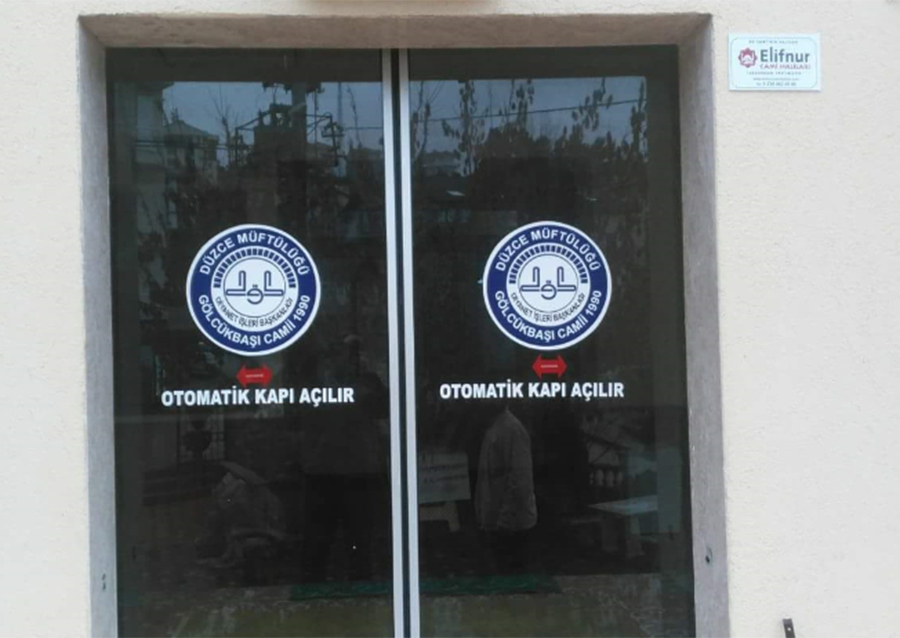 Elifnur
CAMİ HALILASI
DÜZCE MÜFTÜLÜĞÜ
DİYANET İŞLERİ BAŞKANLIĞI
GÖLCÜKBAŞI CAMİİ 1990
OTOMATİK KAPI AÇILIR
DÜZCE MÜFTÜLÜĞÜ
DİYANET İŞLERİ BAŞKANLIĞI
GÖLCÜKBAŞI CAMİİ 1990
OTOMATİK KAPI AÇILIR